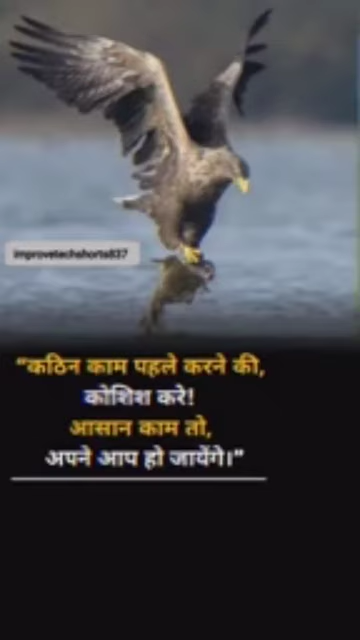 improvetechshorts837
"कठिन काम पहले करने की,
कोशिश करे!
आसान काम तो,
अपने आप हो जायेंगे।"